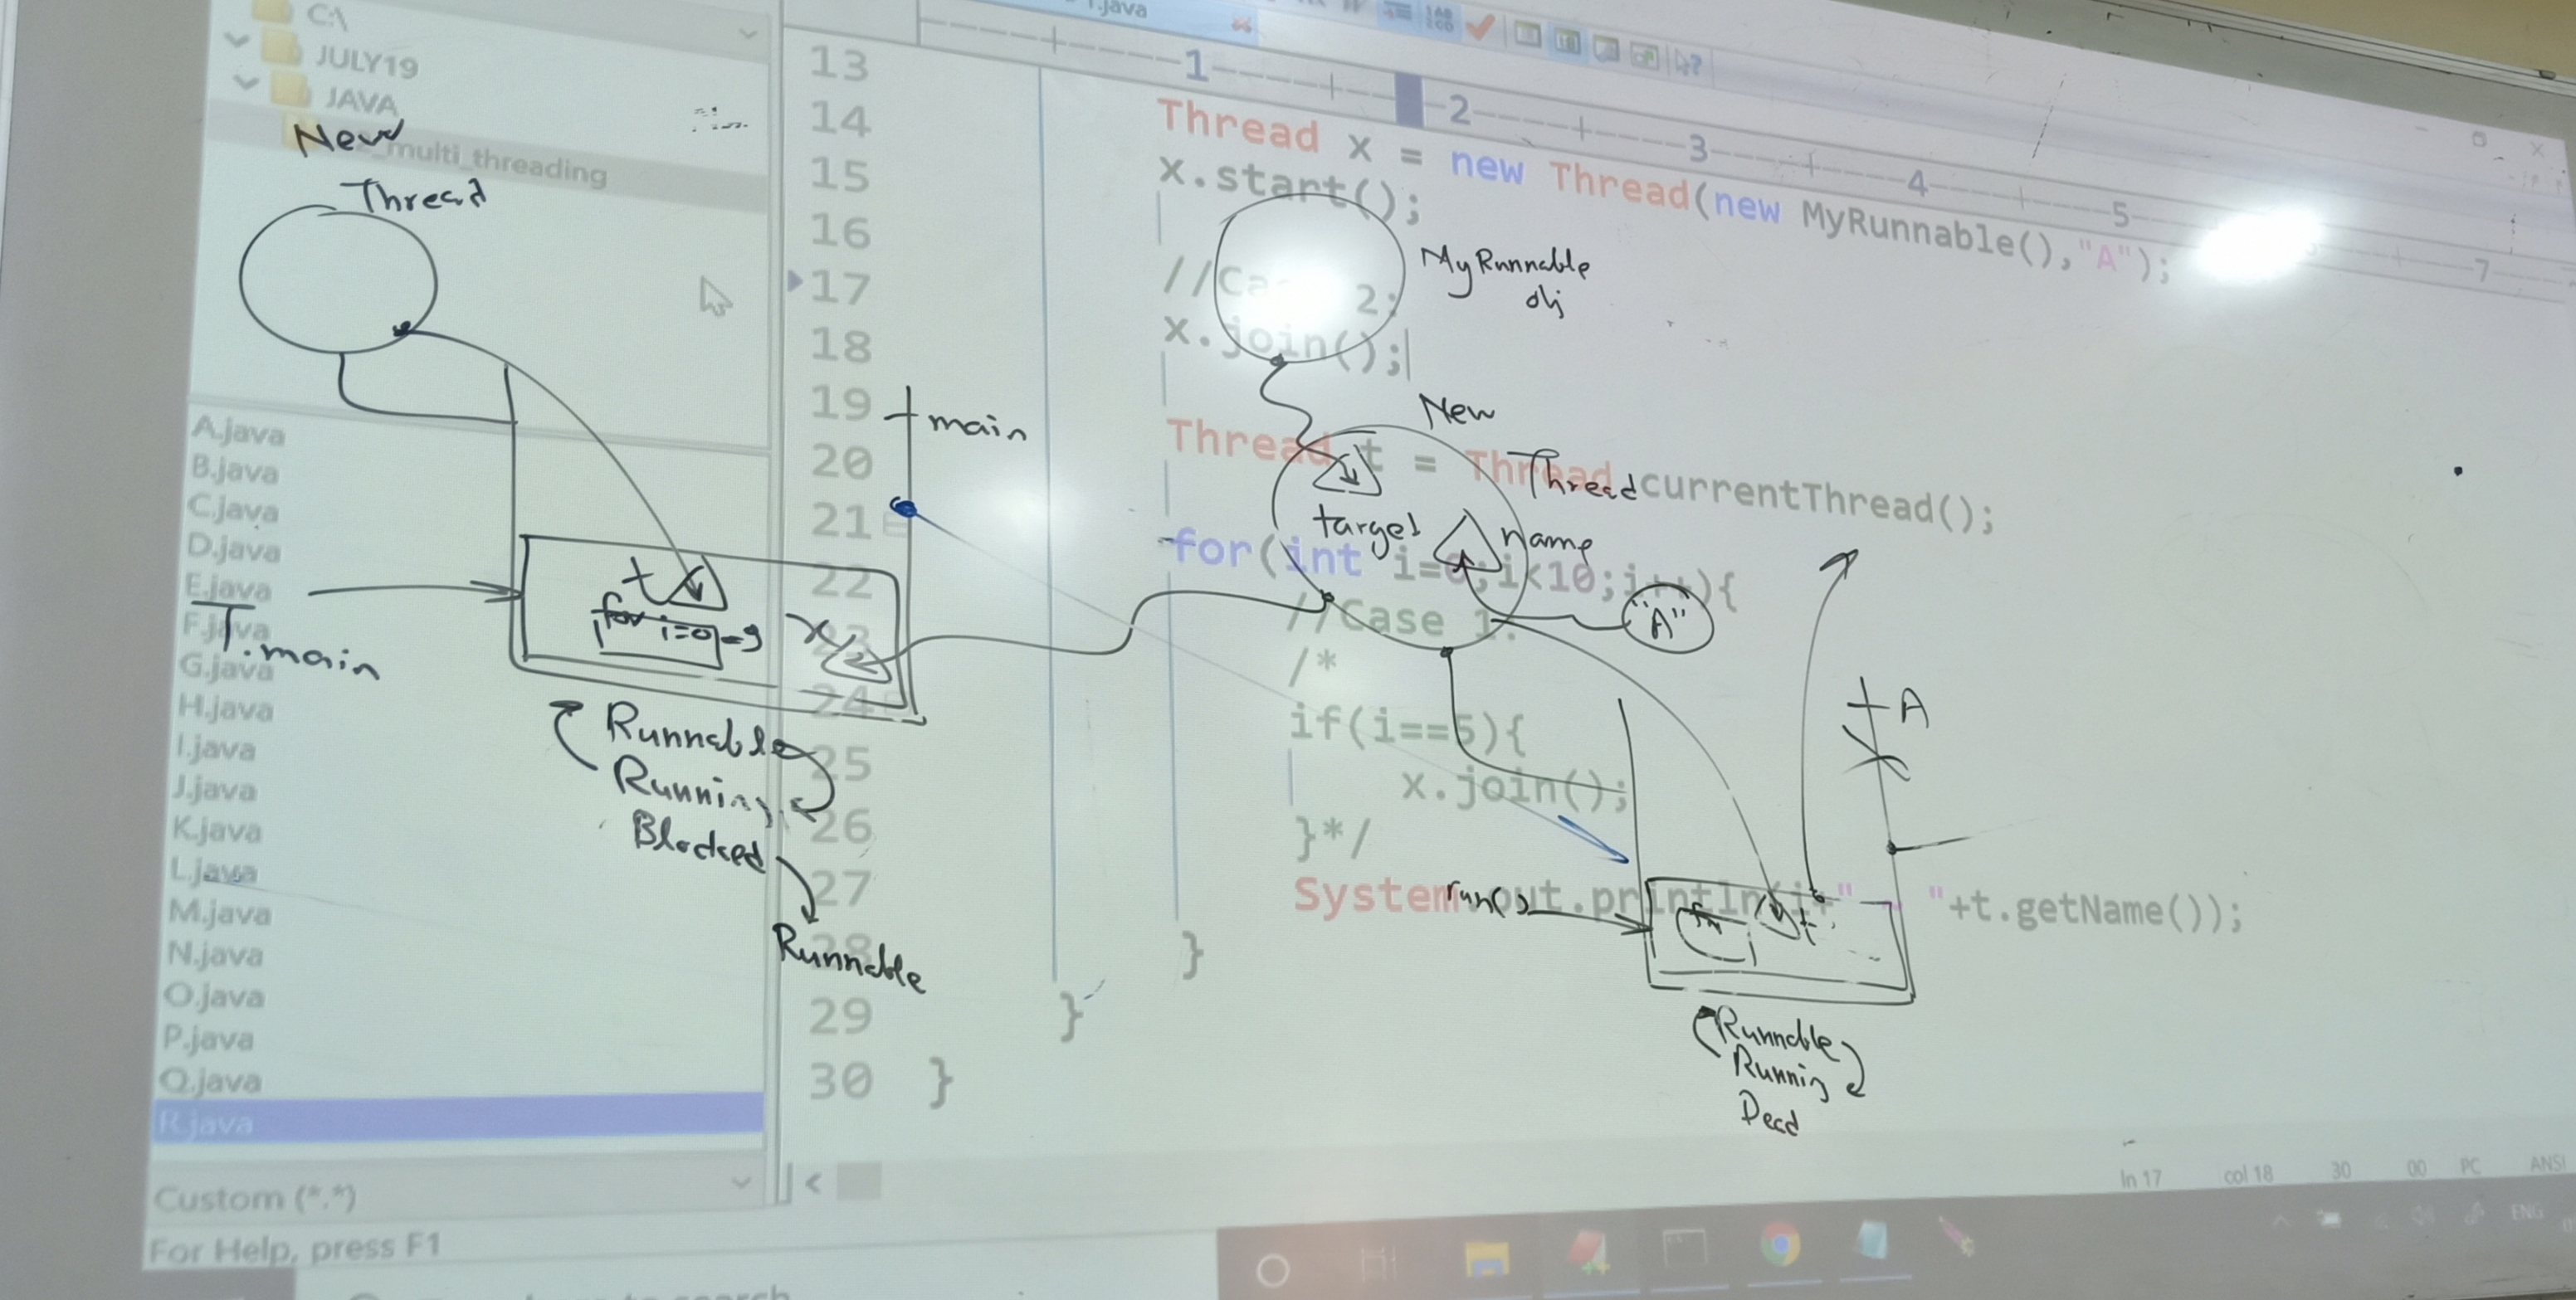 C:\
JULY19
JAVA
multi_threading
New
Thread
A.java
B.java
C.java
D.java
E.java
F.java
G.java
H.java
I.java
J.java
K.java
L.java
M.java
N.java
O.java
P.java
Q.java
R.java
Custom (*.*)
For Help, press F1
.java
1 2 3 4 5 7
13
14 Thread x = new Thread(new MyRunnable(),"A");
15 x.start();
16
17 //Ca 2:
18 x.join();
19
20 Thread t = Thread currentThread();
21
22 for(int i=0;i<10;i++){
23 //Case 1:
24 /*
25 if(i==5){
26 x.join();
27 }*/
28 System.out.println(i+" "+t.getName());
}
29 }
30 }
MyRunnable
obj
main
New
Thread
target
name
"A"
T.main
t
for i=0-9
x
Runnable
Running
Blocked
Runnable
A
run()
t
Runnable
Runnin
Dead
ln 17 col 18 30 00 PC ANSI
ENG